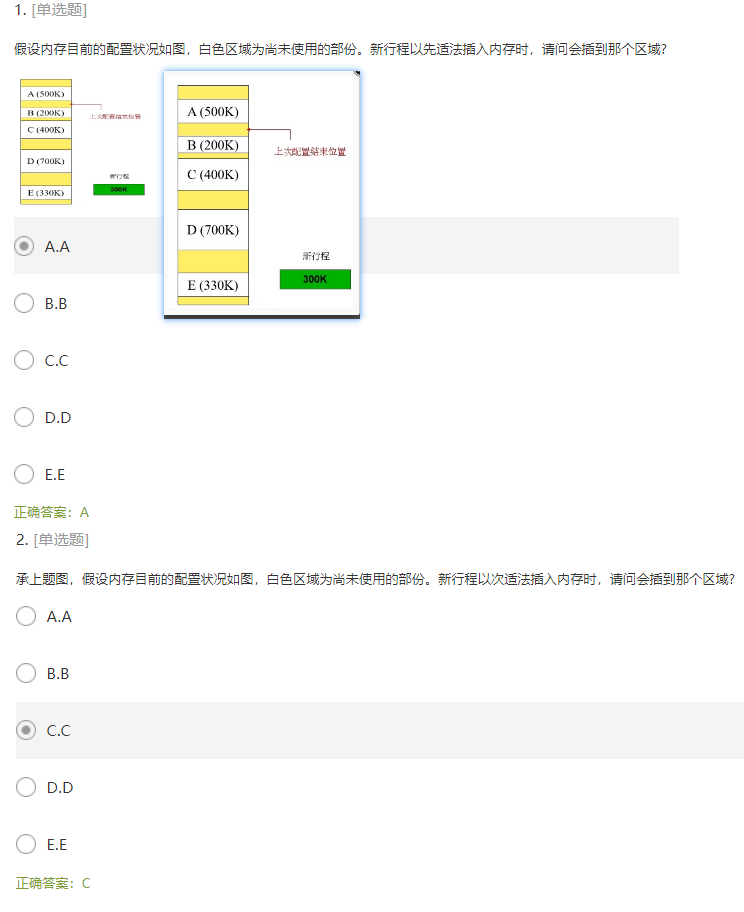 1. [单选题]
假设内存目前的配置状况如图，白色区域为尚未使用的部份。新行程以先适法插入内存时，请问会插到那个区域?
A (500K)
B (200K)
上次配置结束位置
C (400K)
D (700K)
新行程
300K
E (330K)
A (500K)
B (200K)
上次配置结束位置
C (400K)
D (700K)
新行程
300K
E (330K)
A.A
B.B
C.C
D.D
E.E
正确答案：A
2. [单选题]
承上题图，假设内存目前的配置状况如图，白色区域为尚未使用的部份。新行程以次适法插入内存时，请问会插到那个区域?
A.A
B.B
C.C
D.D
E.E
正确答案：C